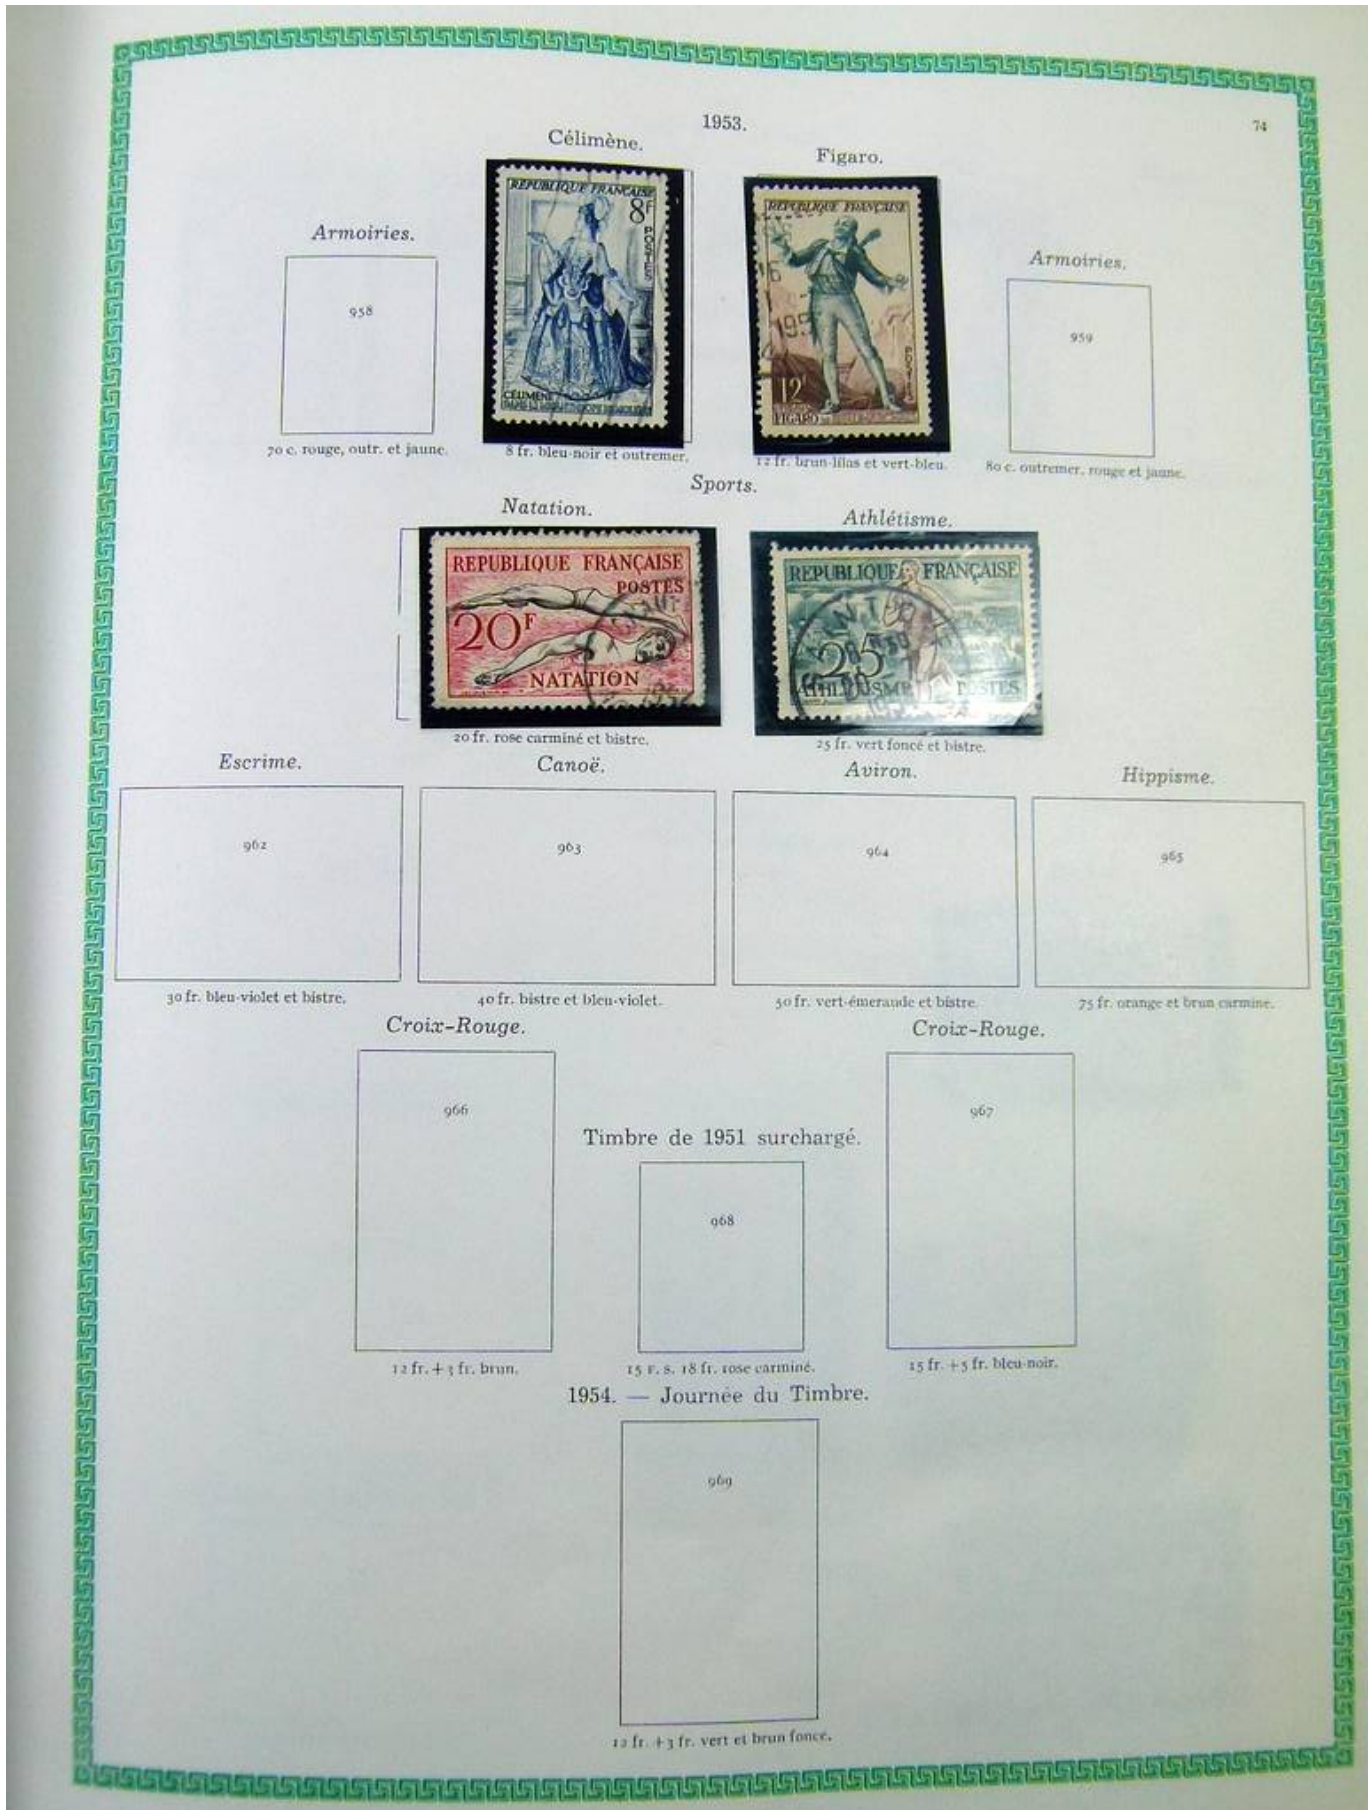 1953.
74
Célimène.
Figaro.
Armoiries.
Armoiries.
REPUBLIQUE FRANÇAISE
8F
POSTES
CÉLIMÈNE
REPUBLIQUE FRANÇAISE
195
12F
FIGARO
958
959
70 c. rouge, outr. et jaune.
8 fr. bleu-noir et outremer.
12 fr. brun-lilas et vert-bleu.
80 c. outremer, rouge et jaune.
Sports.
Natation.
Athlétisme.
REPUBLIQUE FRANÇAISE
POSTES
20F
NATATION
REPUBLIQUE FRANÇAISE
25
ATHLETISME
POSTES
20 fr. rose carminé et bistre.
25 fr. vert foncé et bistre.
Escrime.
Canoë.
Aviron.
Hippisme.
962
963
964
965
30 fr. bleu-violet et bistre.
40 fr. bistre et bleu-violet.
50 fr. vert-émeraude et bistre.
75 fr. orange et brun carmine.
Croix-Rouge.
Croix-Rouge.
966
967
Timbre de 1951 surchargé.
968
12 fr. + 3 fr. brun.
15 F. S. 18 fr. rose carminé.
15 fr. + 5 fr. bleu-noir.
1954. — Journée du Timbre.
969
12 fr. + 3 fr. vert et brun foncé.